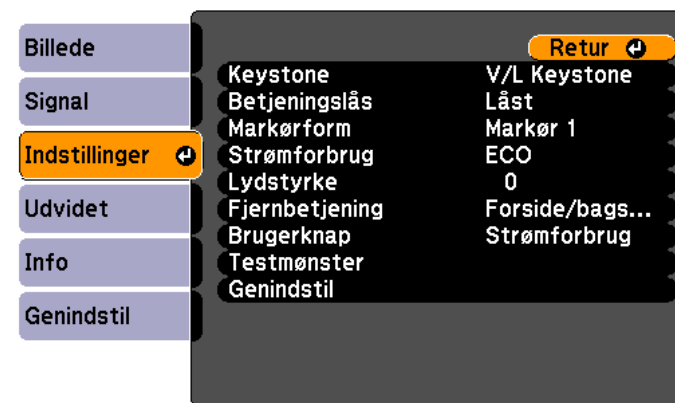 Billede
Signal
Indstillinger
Udvidet
Info
Genindstil
Retur
Keystone V/L Keystone
Betjeningslås Låst
Markørform Markør 1
Strømforbrug ECO
Lydstyrke 0
Fjernbetjening Forside/bags...
Brugerknap Strømforbrug
Testmønster
Genindstil